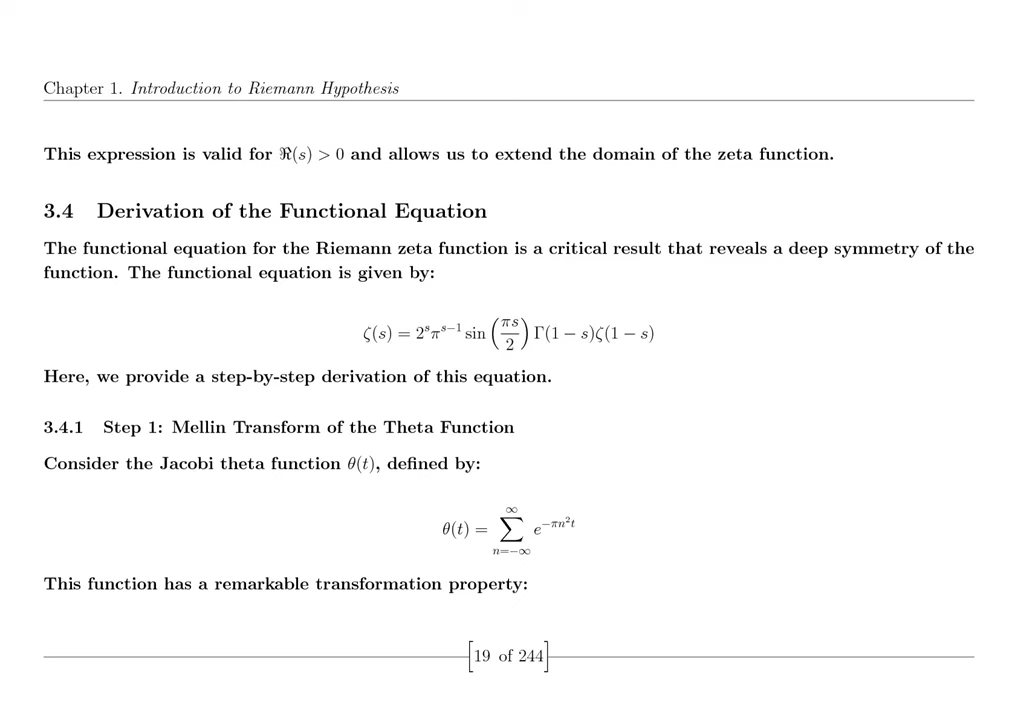 Chapter 1. Introduction to Riemann Hypothesis
This expression is valid for ℜ(s) > 0 and allows us to extend the domain of the zeta function.
3.4 Derivation of the Functional Equation
The functional equation for the Riemann zeta function is a critical result that reveals a deep symmetry of the
function. The functional equation is given by:
ζ(s) = 2^s π^{s−1} sin (πs/2) Γ(1 − s)ζ(1 − s)
Here, we provide a step-by-step derivation of this equation.
3.4.1 Step 1: Mellin Transform of the Theta Function
Consider the Jacobi theta function θ(t), defined by:
θ(t) = ∑_{n=−∞}^{∞} e^{−πn²t}
This function has a remarkable transformation property:
[19 of 244]